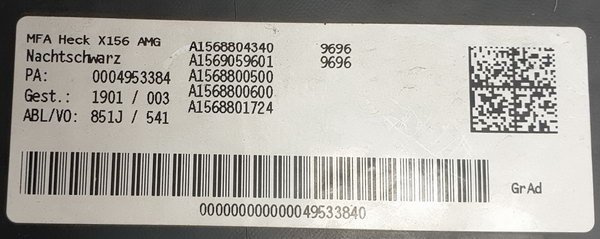 MFA Heck X156 AMG A1568804340 9696
Nachtschwarz A1569059601 9696
PA: 0004953384 A1568800500
Gest.: 1901 / 003 A1568800600
ABL/VO: 851J / 541 A1568801724
GrAd
00000000000049533840